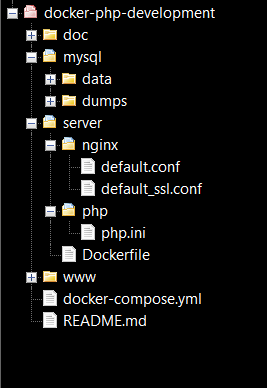 docker-php-development
doc
mysql
data
dumps
server
nginx
default.conf
default_ssl.conf
php
php.ini
Dockerfile
www
docker-compose.yml
README.md